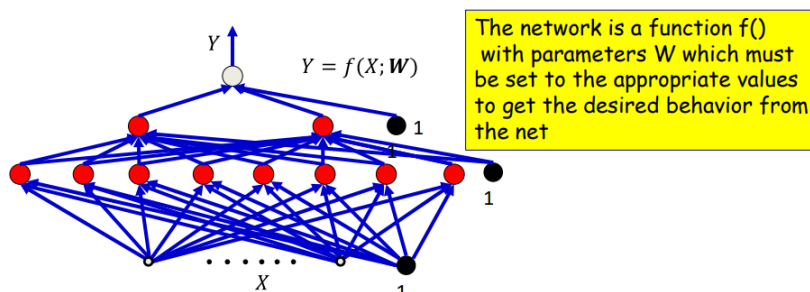 The network is a function f()
with parameters W which must
be set to the appropriate values
to get the desired behavior from
the net
Y
Y = f(X; W)
1
1
1
X
1